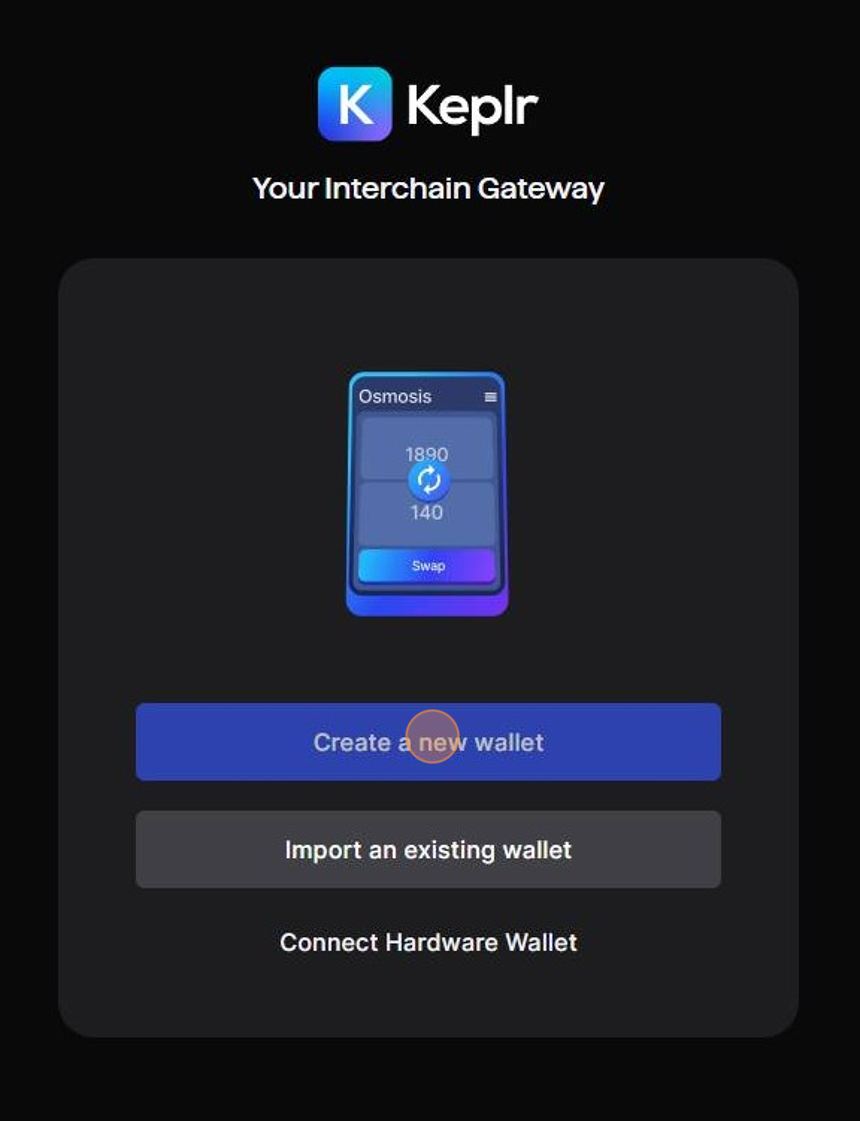 K Keplr
Your Interchain Gateway
Osmosis
1890
140
Swap
Create a new wallet
Import an existing wallet
Connect Hardware Wallet